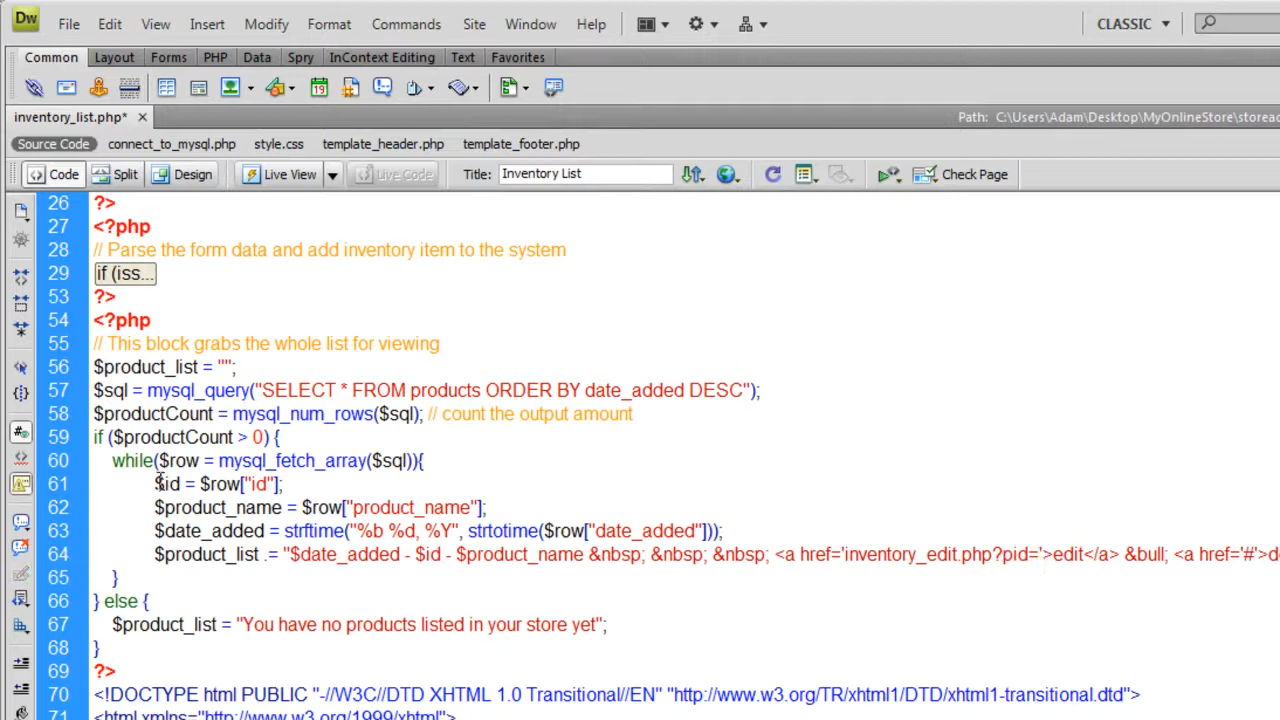 Dw File Edit View Insert Modify Format Commands Site Window Help CLASSIC
Common Layout Forms PHP Data Spry InContext Editing Text Favorites
inventory_list.php* Path: C:\Users\Adam\Desktop\MyOnlineStore\storead
Source Code connect_to_mysql.php style.css template_header.php template_footer.php
Code Split Design Live View Live Code Title: Inventory List Check Page
26 ?>
27 <?php
28 // Parse the form data and add inventory item to the system
29 if (iss...
53 ?>
54 <?php
55 // This block grabs the whole list for viewing
56 $product_list = "";
57 $sql = mysql_query("SELECT * FROM products ORDER BY date_added DESC");
58 $productCount = mysql_num_rows($sql); // count the output amount
59 if ($productCount > 0) {
60 while($row = mysql_fetch_array($sql)){
61 $id = $row["id"];
62 $product_name = $row["product_name"];
63 $date_added = strftime("%b %d, %Y", strtotime($row["date_added"]));
64 $product_list .= "$date_added - $id - $product_name &nbsp; &nbsp; &nbsp; <a href='inventory_edit.php?pid='>edit</a> &bull; <a href='#'>d
65 }
66 } else {
67 $product_list = "You have no products listed in your store yet";
68 }
69 ?>
70 <!DOCTYPE html PUBLIC "-//W3C//DTD XHTML 1.0 Transitional//EN" "http://www.w3.org/TR/xhtml1/DTD/xhtml1-transitional.dtd">
71 <html xmlns="http://www.w3.org/1999/xhtml">